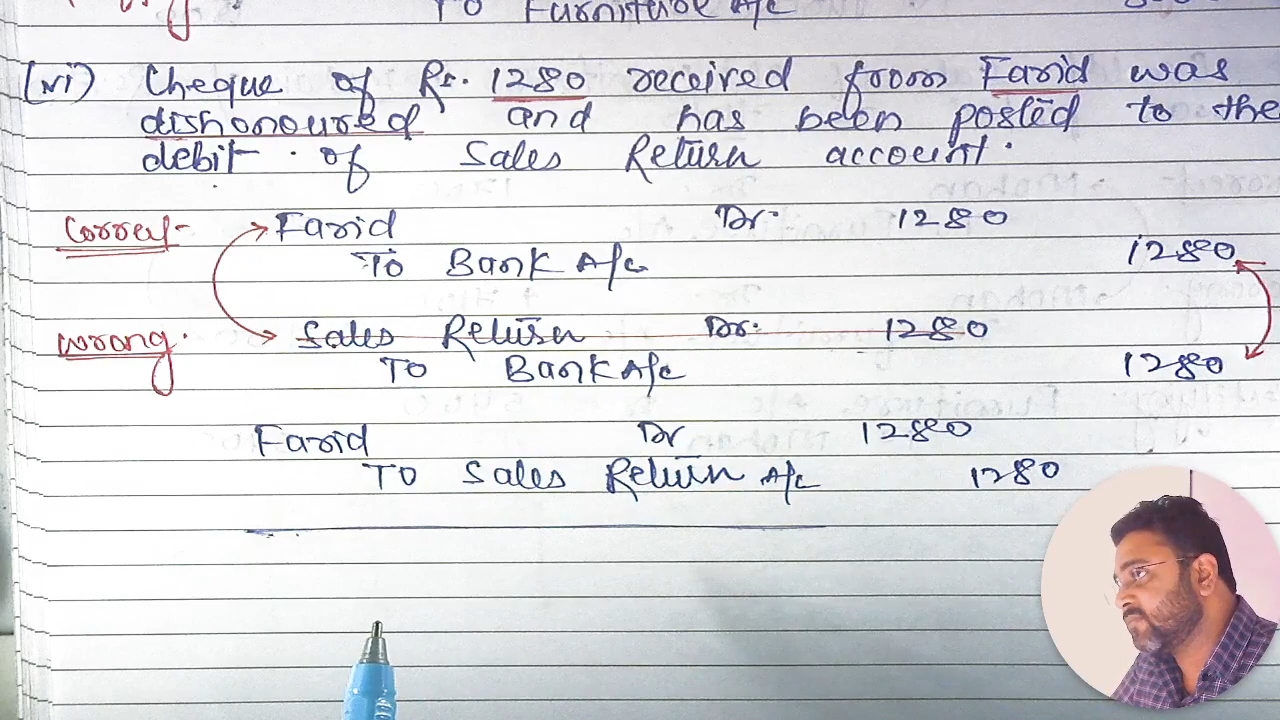 To Furniture A/c
(vi) Cheque of Rs. 1280 received from Farid was
dishonoured and has been posted to the
debit of Sales Return account.
Correct Farid Dr. 1280
To Bank A/c 1280
Wrong. Sales Return Dr. 1280
To Bank A/c 1280
Farid Dr 1280
To Sales Return A/c 1280